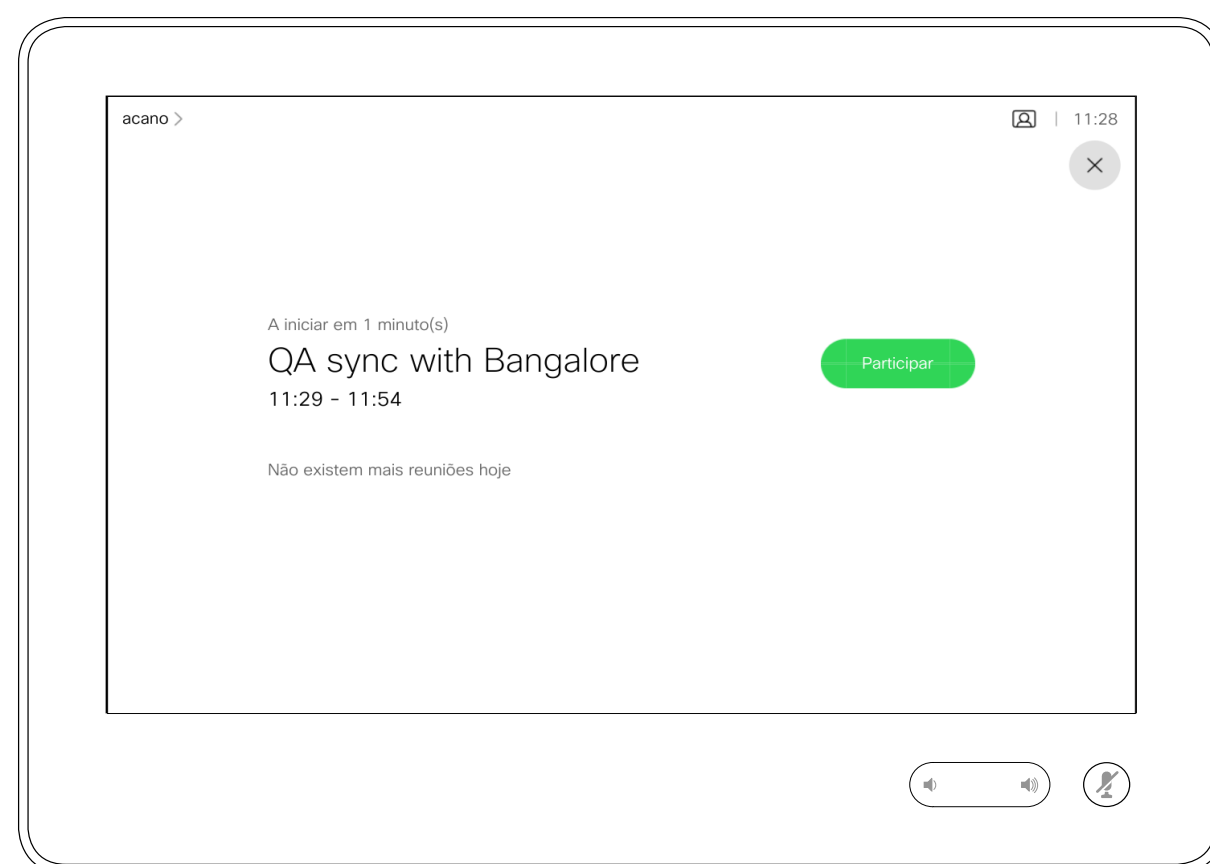 acano
11:28
A iniciar em 1 minuto(s)
QA sync with Bangalore
Participar
11:29 - 11:54
Não existem mais reuniões hoje